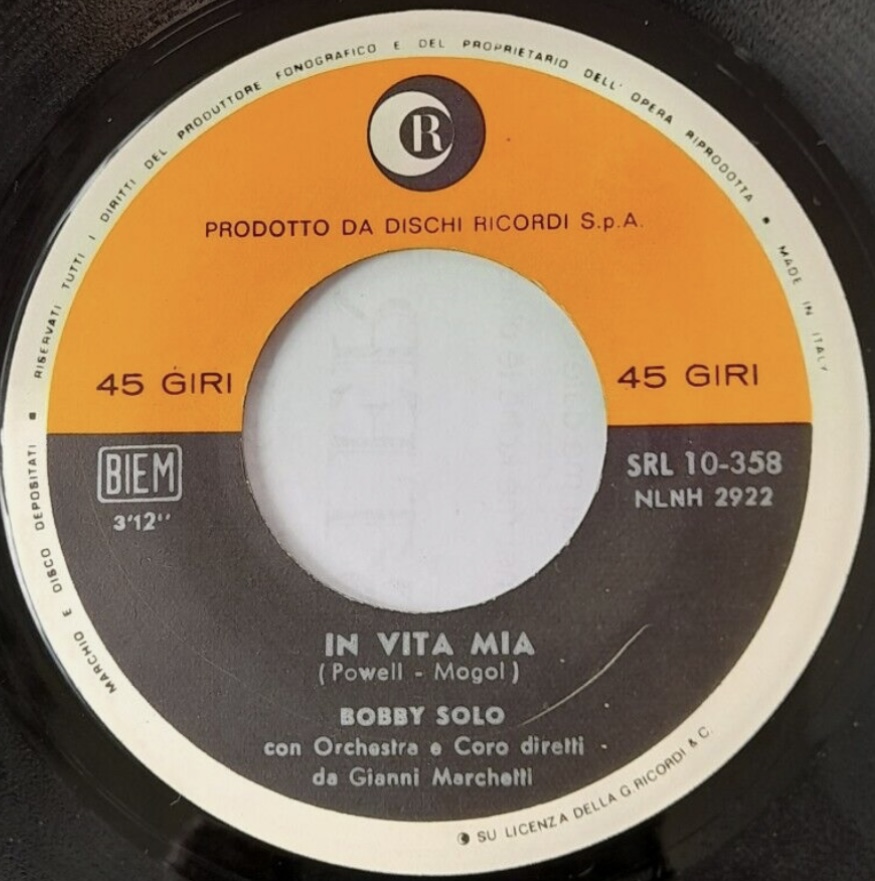 MARCHIO E DISCO DEPOSITATI ■ RISERVATI TUTTI I DIRITTI DEL PRODUTTORE FONOGRAFICO E DEL PROPRIETARIO DELL' OPERA RIPRODOTTA ● MADE IN ITALY
R
PRODOTTO DA DISCHI RICORDI S.p.A.
45 GIRI
45 GIRI
BIEM
3'12''
SRL 10-358
NLNH 2922
IN VITA MIA
(Powell - Mogol)
BOBBY SOLO
con Orchestra e Coro diretti
da Gianni Marchetti
SU LICENZA DELLA G. RICORDI & C.